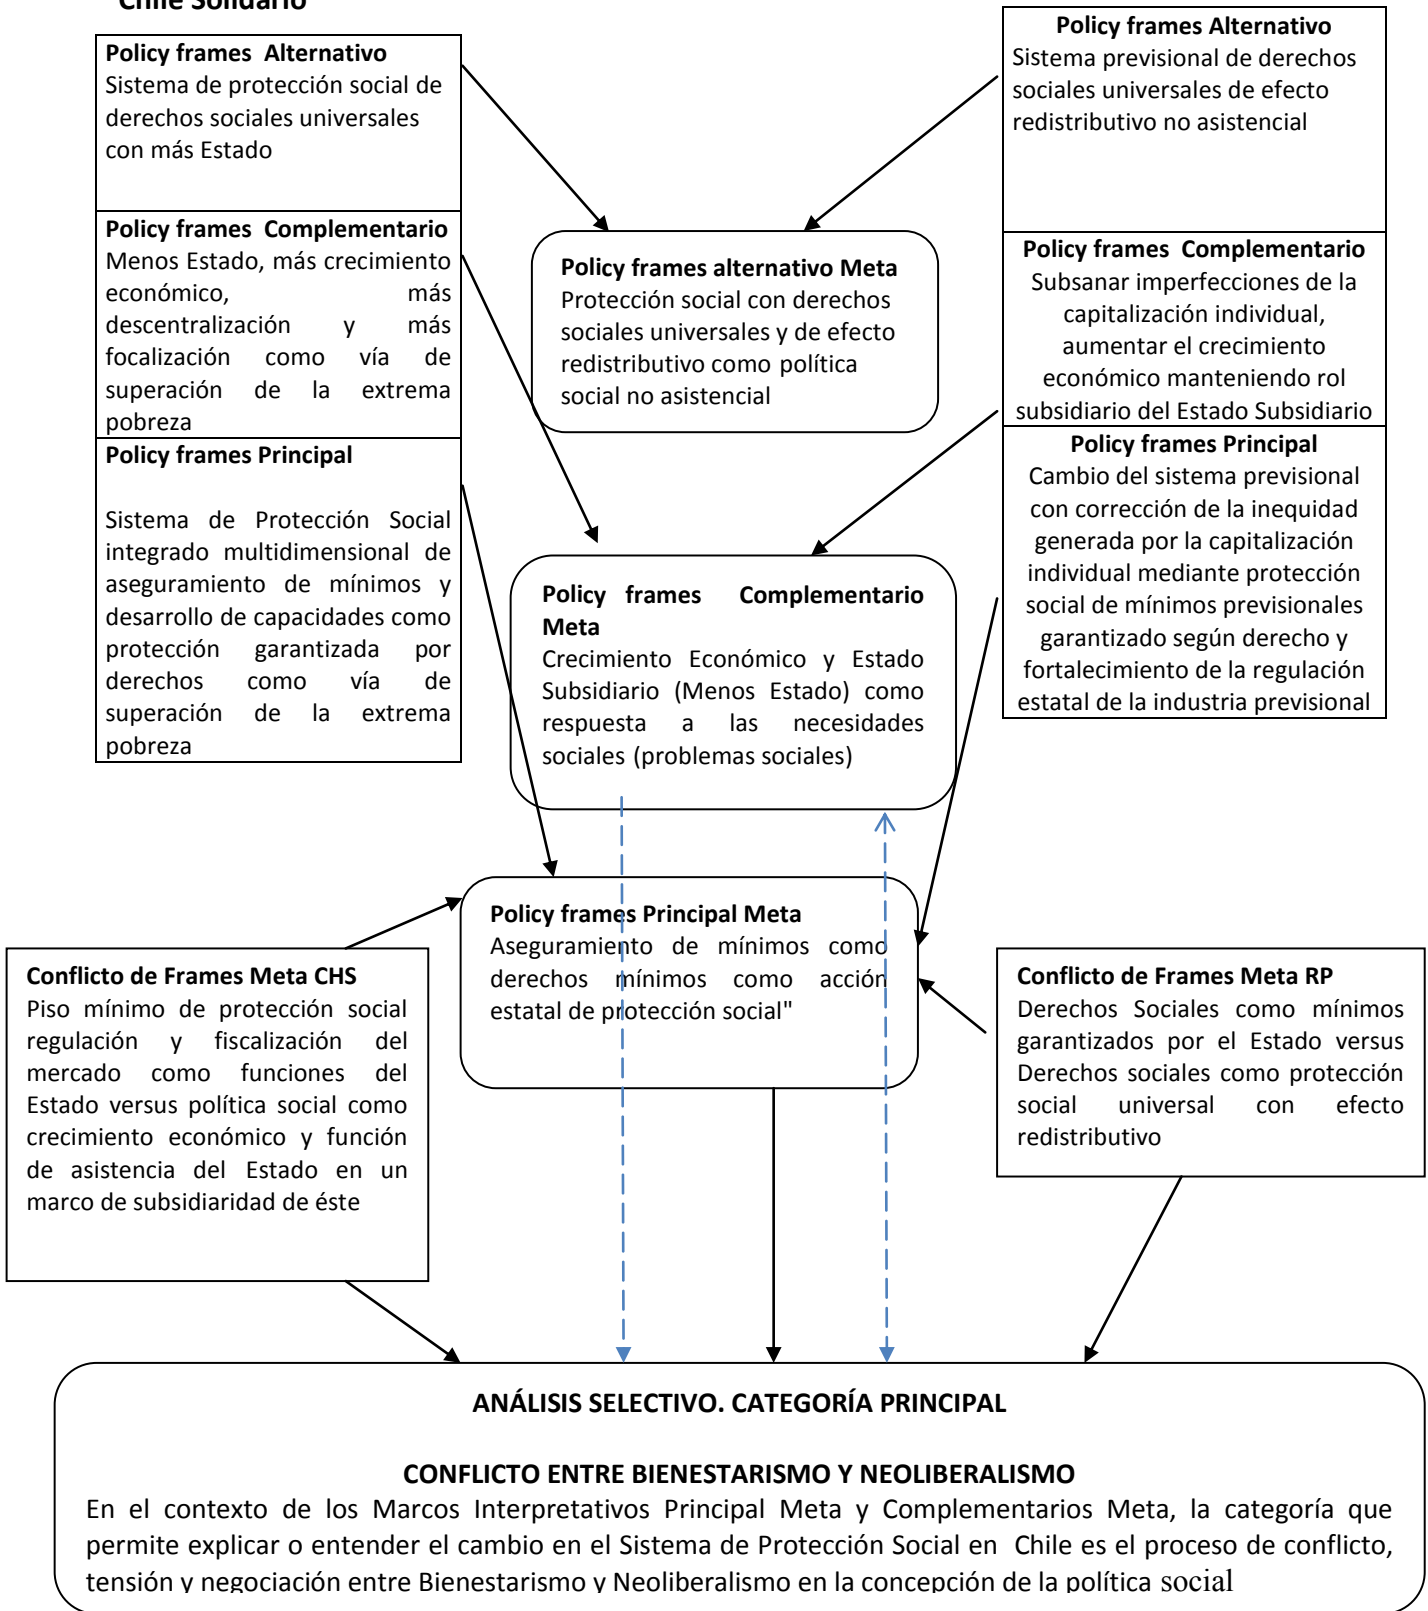 Chile Solidario
Policy frames Alternativo
Sistema de protección social de
derechos sociales universales
con más Estado
Policy frames Complementario
Menos Estado, más crecimiento
económico, más
descentralización y más
focalización como vía de
superación de la extrema
pobreza
Policy frames Principal
Sistema de Protección Social
integrado multidimensional de
aseguramiento de mínimos y
desarrollo de capacidades como
protección garantizada por
derechos como vía de
superación de la extrema
pobreza
Policy frames Alternativo
Sistema previsional de derechos
sociales universales de efecto
redistributivo no asistencial
Policy frames Complementario
Subsanar imperfecciones de la
capitalización individual,
aumentar el crecimiento
económico manteniendo rol
subsidiario del Estado Subsidiario
Policy frames Principal
Cambio del sistema previsional
con corrección de la inequidad
generada por la capitalización
individual mediante protección
social de mínimos previsionales
garantizado según derecho y
fortalecimiento de la regulación
estatal de la industria previsional
Policy frames alternativo Meta
Protección social con derechos
sociales universales y de efecto
redistributivo como política
social no asistencial
Policy frames Complementario
Meta
Crecimiento Económico y Estado
Subsidiario (Menos Estado) como
respuesta a las necesidades
sociales (problemas sociales)
Policy frames Principal Meta
Aseguramiento de mínimos como
derechos mínimos como acción
estatal de protección social"
Conflicto de Frames Meta CHS
Piso mínimo de protección social
regulación y fiscalización del
mercado como funciones del
Estado versus política social como
crecimiento económico y función
de asistencia del Estado en un
marco de subsidiaridad de éste
Conflicto de Frames Meta RP
Derechos Sociales como mínimos
garantizados por el Estado versus
Derechos sociales como protección
social universal con efecto
redistributivo
ANÁLISIS SELECTIVO. CATEGORÍA PRINCIPAL
CONFLICTO ENTRE BIENESTARISMO Y NEOLIBERALISMO
En el contexto de los Marcos Interpretativos Principal Meta y Complementarios Meta, la categoría que
permite explicar o entender el cambio en el Sistema de Protección Social en Chile es el proceso de conflicto,
tensión y negociación entre Bienestarismo y Neoliberalismo en la concepción de la política social